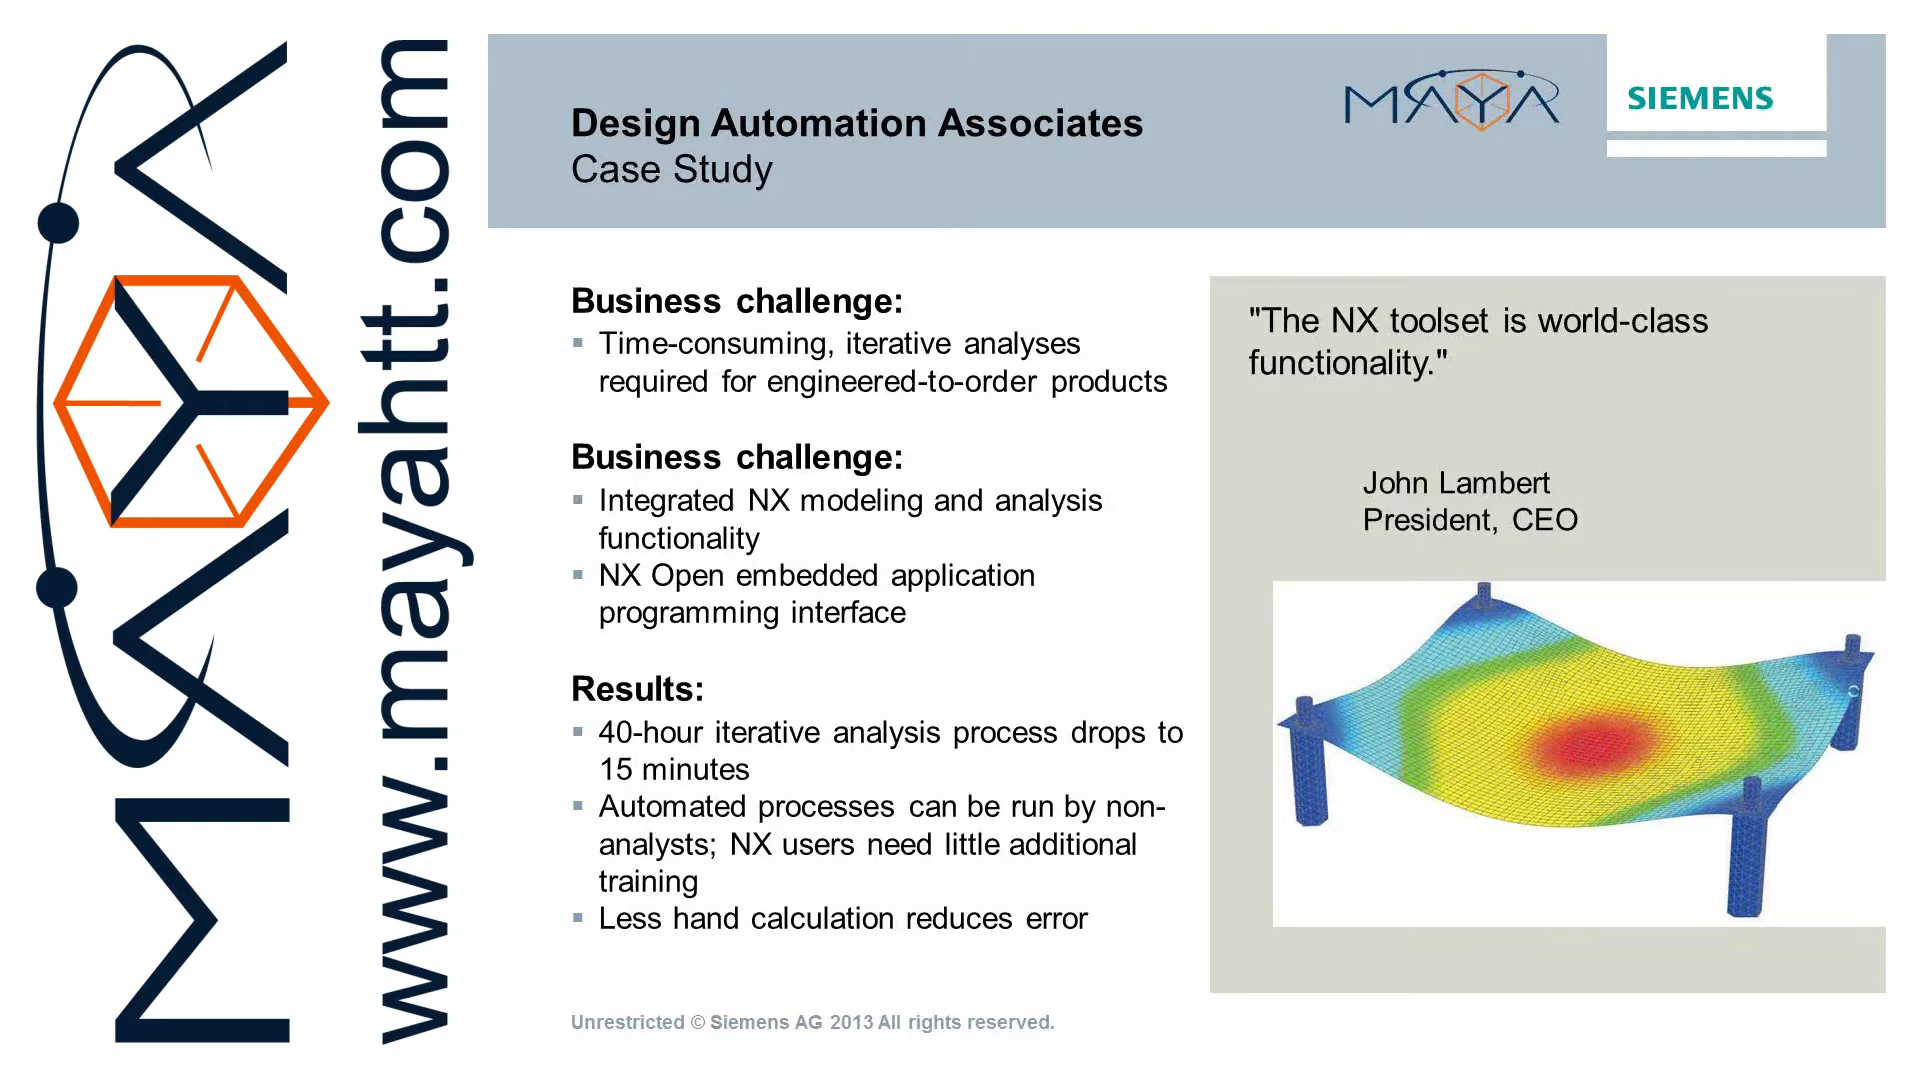 MAYA
www.mayahtt.com
Design Automation Associates
Case Study
MAYA
SIEMENS
Business challenge:
▪ Time-consuming, iterative analyses
required for engineered-to-order products
Business challenge:
▪ Integrated NX modeling and analysis
functionality
▪ NX Open embedded application
programming interface
Results:
▪ 40-hour iterative analysis process drops to
15 minutes
▪ Automated processes can be run by non-
analysts; NX users need little additional
training
▪ Less hand calculation reduces error
"The NX toolset is world-class
functionality."
John Lambert
President, CEO
Unrestricted © Siemens AG 2013 All rights reserved.